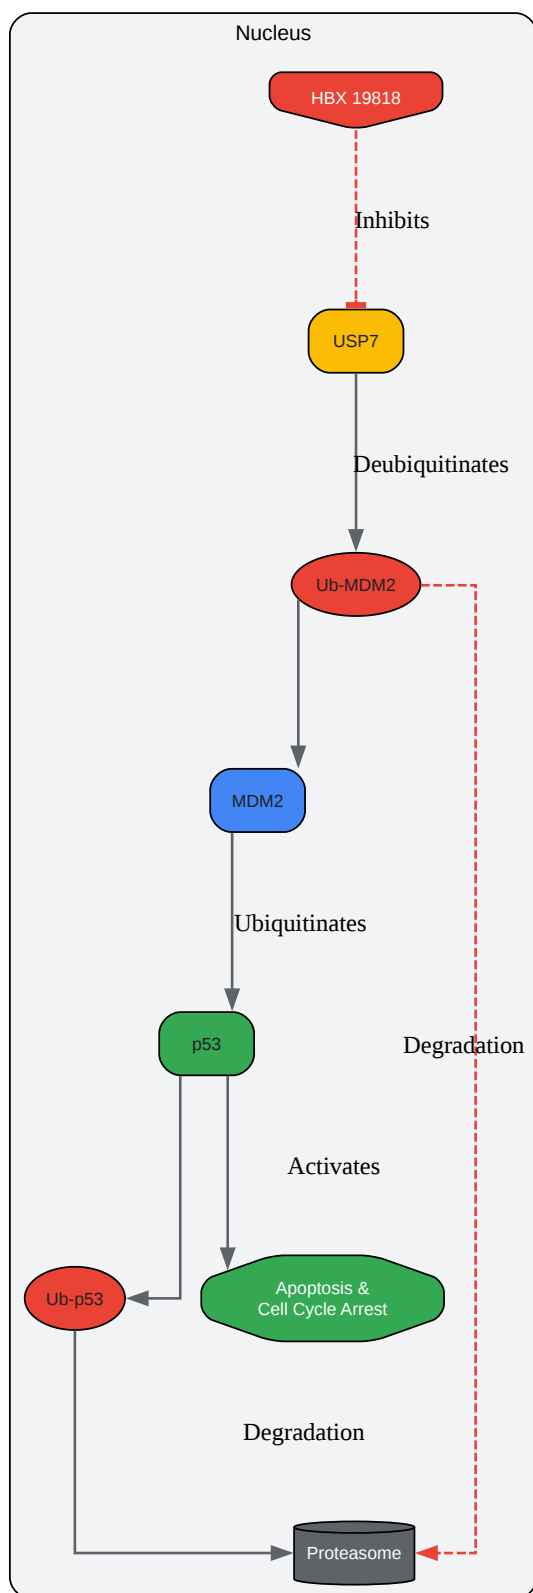 Nucleus
HBX 19818
Inhibits
USP7
Deubiquitinates
Ub-MDM2
MDM2
Ubiquitinates
p53
Degradation
Activates
Ub-p53
Apoptosis &
Cell Cycle Arrest
Degradation
Proteasome